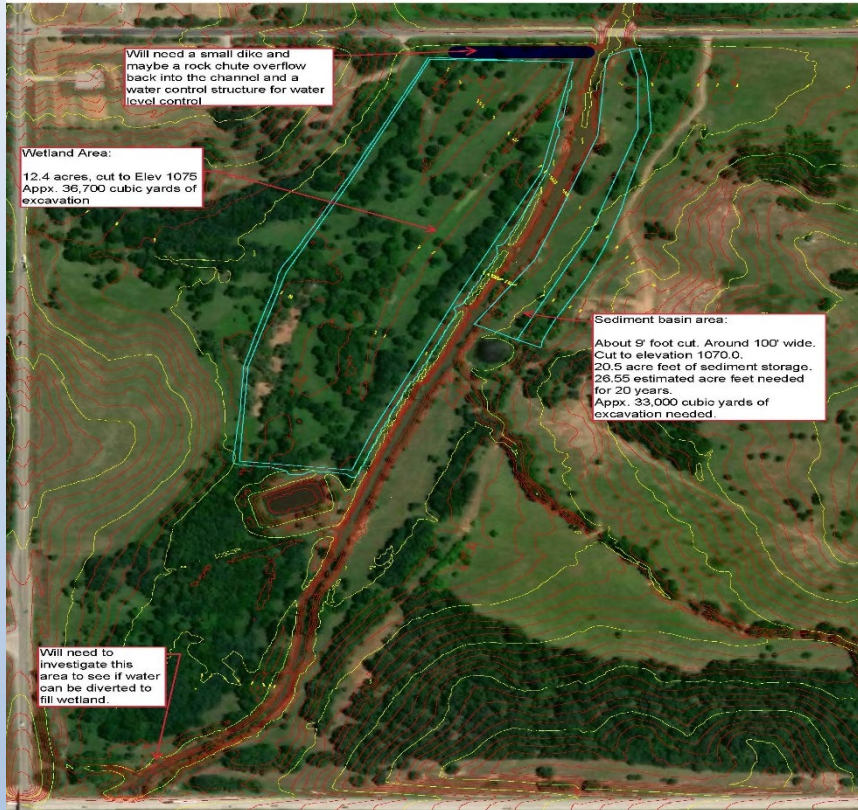 Will need a small dike and
maybe a rock chute overflow
back into the channel and a
water control structure for water
level control
Wetland Area:
12.4 acres, cut to Elev 1075
Appx. 36,700 cubic yards of
excavation
Sediment basin area:
About 9' foot cut. Around 100' wide.
Cut to elevation 1070.0.
20.5 acre feet of sediment storage.
26.55 estimated acre feet needed
for 20 years.
Appx. 33,000 cubic yards of
excavation needed.
Will need to
investigate this
area to see if water
can be diverted to
fill wetland.